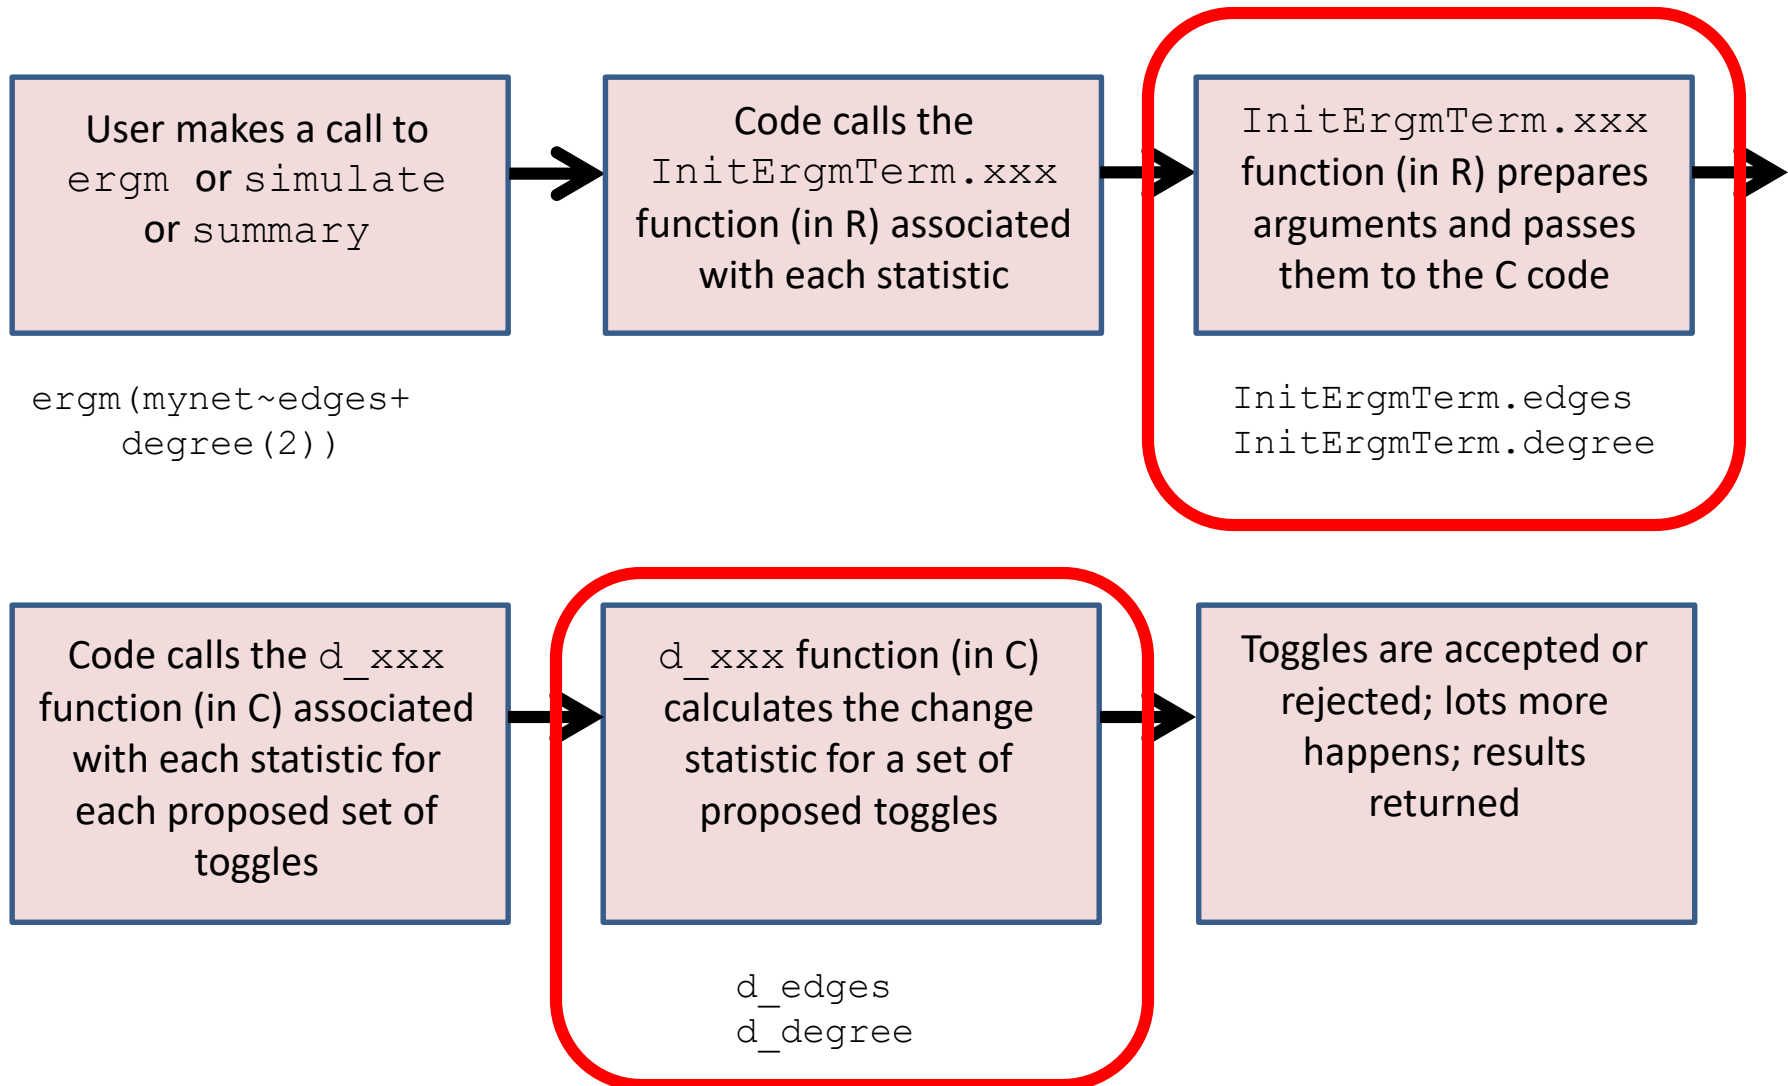 User makes a call to
ergm or simulate
or summary
Code calls the
InitErgmTerm.xxx
function (in R) associated
with each statistic
InitErgmTerm.xxx
function (in R) prepares
arguments and passes
them to the C code
ergm(mynet~edges+
degree(2))
InitErgmTerm.edges
InitErgmTerm.degree
Code calls the d_xxx
function (in C) associated
with each statistic for
each proposed set of
toggles
d_xxx function (in C)
calculates the change
statistic for a set of
proposed toggles
Toggles are accepted or
rejected; lots more
happens; results
returned
d_edges
d_degree